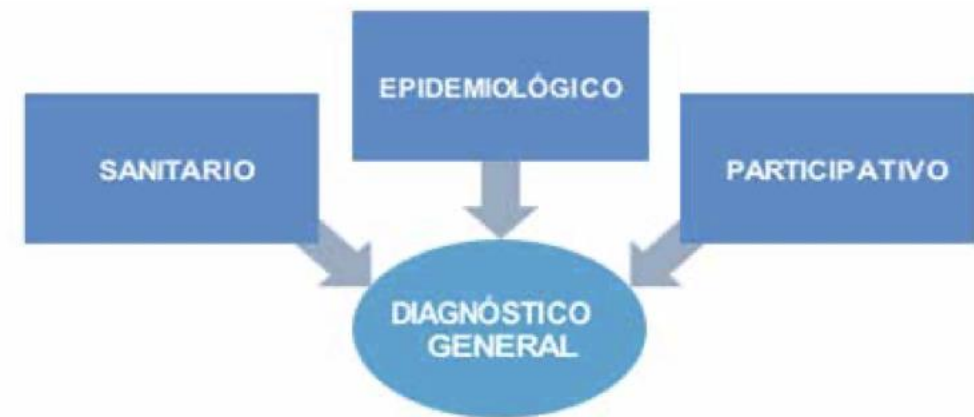 EPIDEMIOLÓGICO
SANITARIO
PARTICIPATIVO
DIAGNÓSTICO
GENERAL